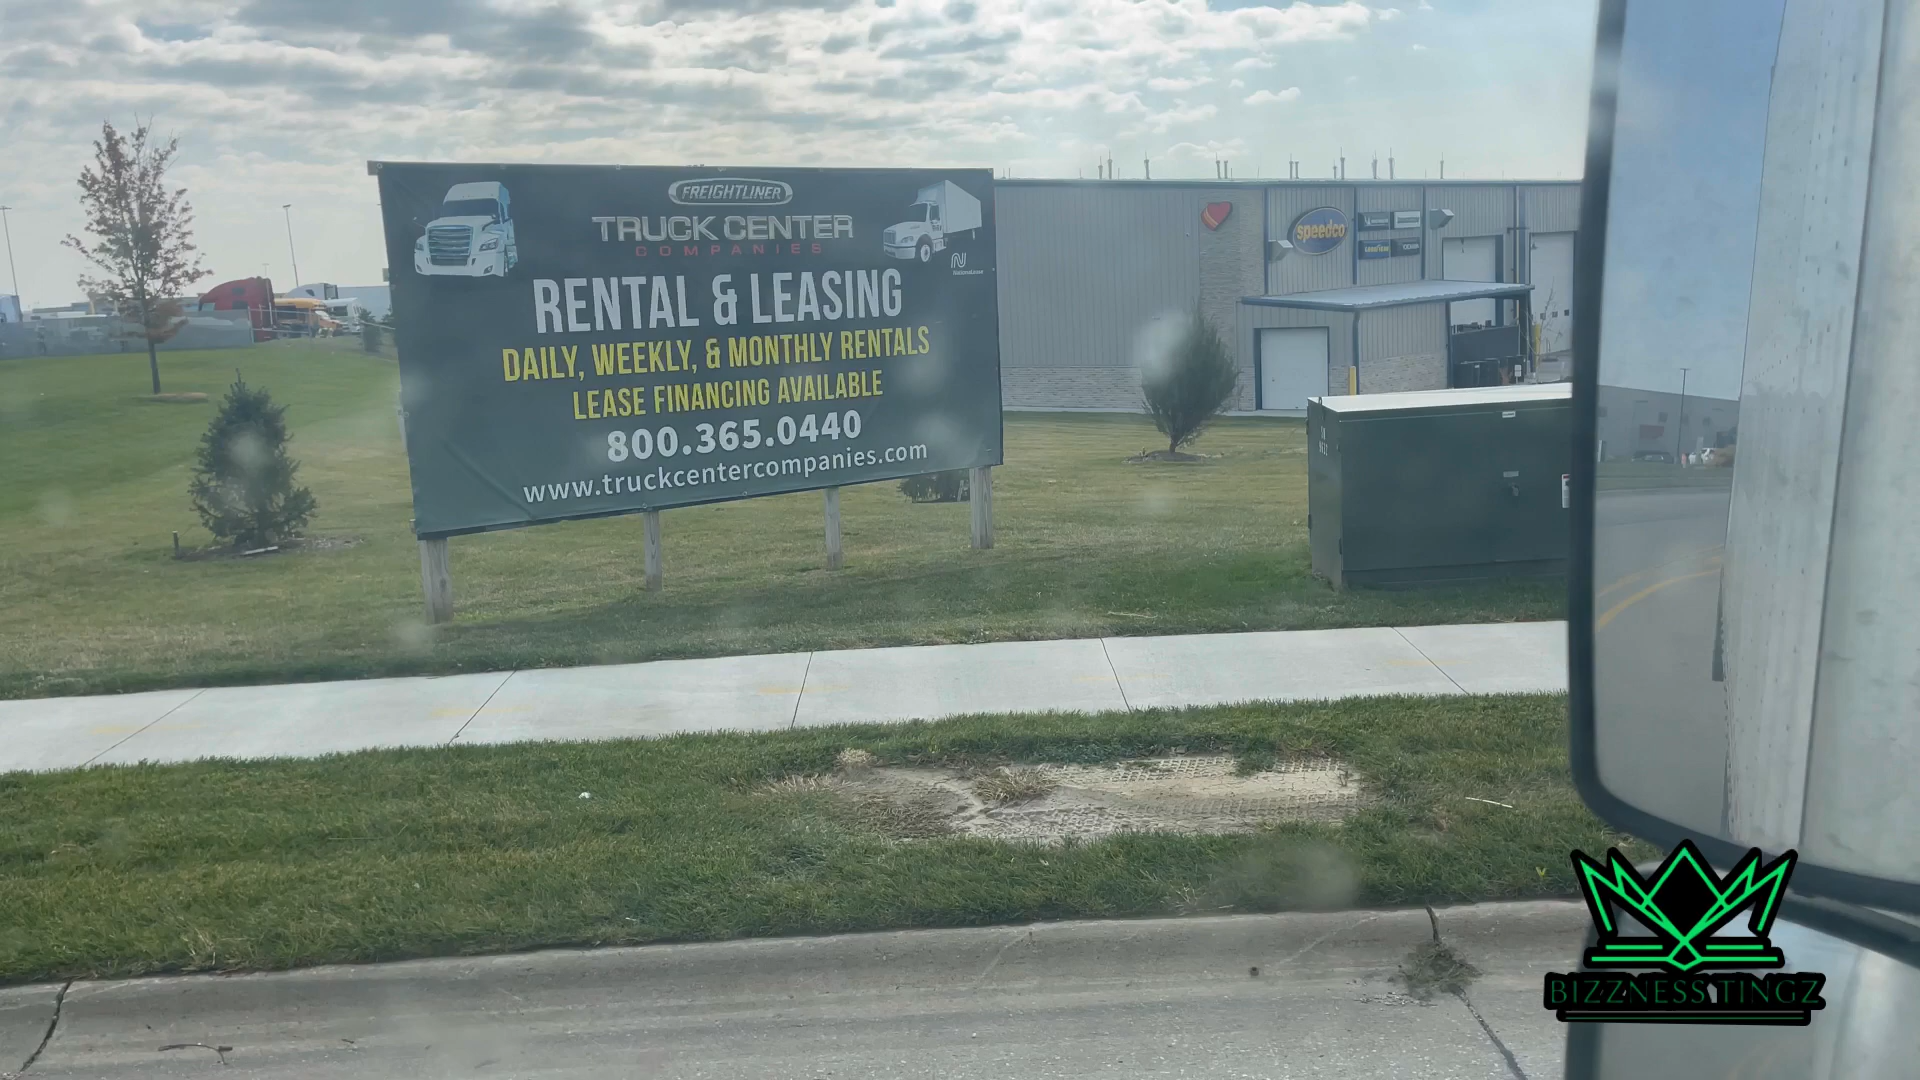 FREIGHTLINER
TRUCK CENTER
COMPANIES
NationaLease
RENTAL & LEASING
DAILY, WEEKLY, & MONTHLY RENTALS
LEASE FINANCING AVAILABLE
800.365.0440
www.truckcentercompanies.com
speedco
BIZZNESS TINGZ